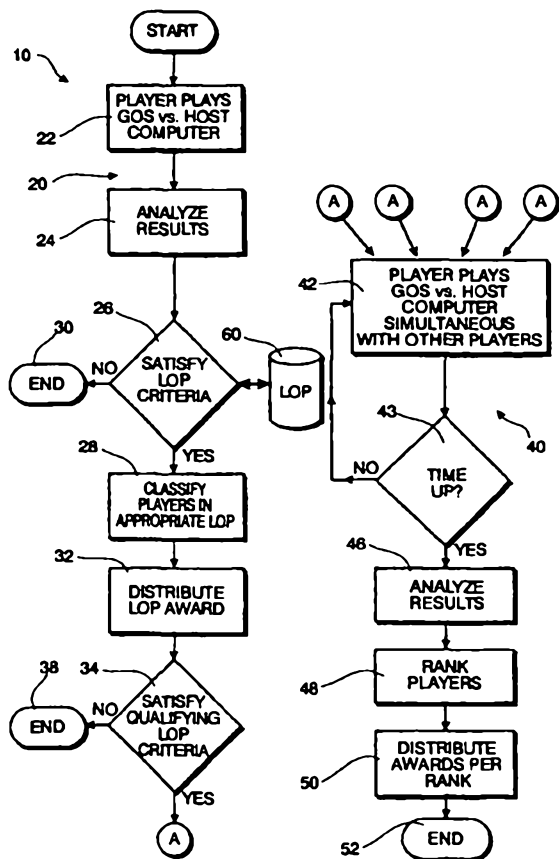 START
10
PLAYER PLAYS
GOS vs. HOST
COMPUTER
22
20
ANALYZE
RESULTS
24
26
30
SATISFY
LOP
CRITERIA
NO
END
60
LOP
YES
28
CLASSIFY
PLAYERS IN
APPROPRIATE LOP
32
DISTRIBUTE
LOP AWARD
34
38
SATISFY
QUALIFYING
LOP
CRITERIA
NO
END
YES
A
A
A
A
A
42
PLAYER PLAYS
GOS vs. HOST
COMPUTER
SIMULTANEOUS
WITH OTHER PLAYERS
43
40
NO
TIME
UP?
YES
46
ANALYZE
RESULTS
48
RANK
PLAYERS
50
DISTRIBUTE
AWARDS PER
RANK
52
END